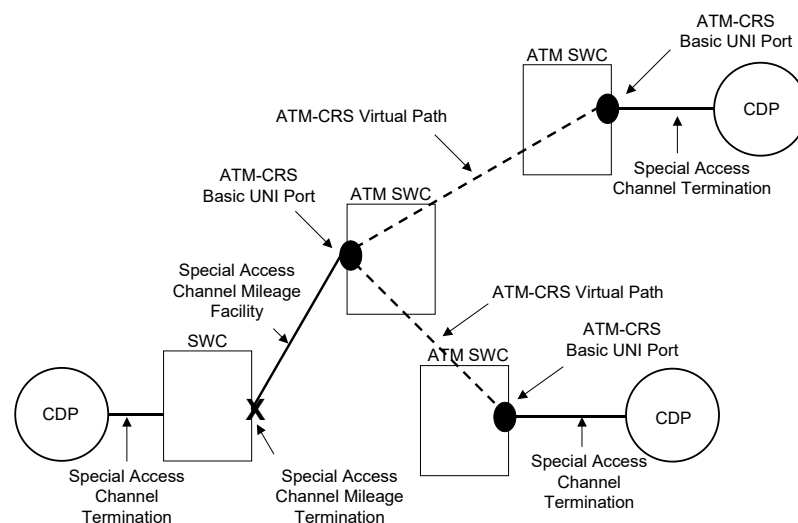 ATM-CRS
Basic UNI Port
ATM SWC
CDP
ATM-CRS Virtual Path
Special Access
Channel Termination
ATM-CRS
Basic UNI Port
ATM SWC
Special Access
Channel Mileage
Facility
ATM-CRS Virtual Path
SWC
ATM-CRS
Basic UNI Port
ATM SWC
CDP
X
CDP
Special Access
Channel
Termination
Special Access
Channel Mileage
Termination
Special Access
Channel
Termination